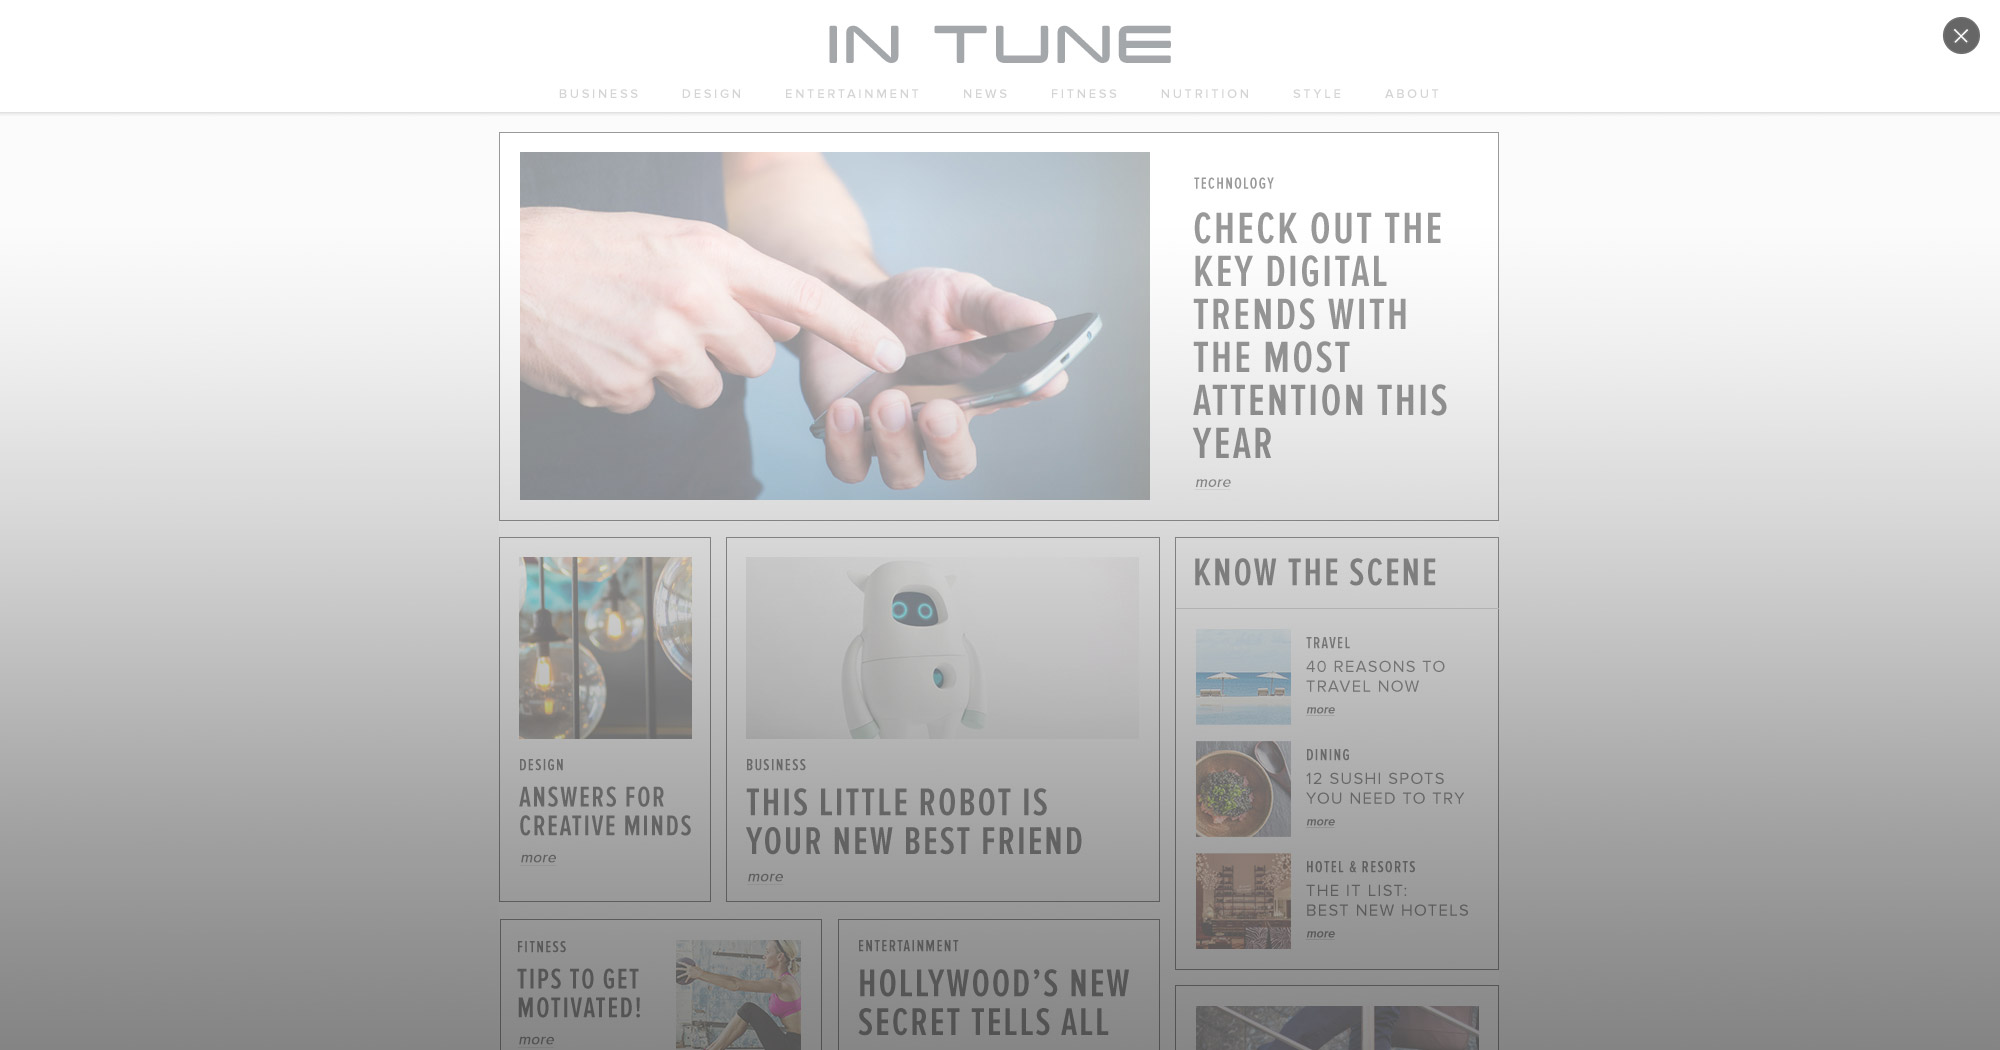 IN TUNE
BUSINESS DESIGN ENTERTAINMENT NEWS FITNESS NUTRITION STYLE ABOUT
TECHNOLOGY
CHECK OUT THE
KEY DIGITAL
TRENDS WITH
THE MOST
ATTENTION THIS
YEAR
more
DESIGN
ANSWERS FOR
CREATIVE MINDS
more
BUSINESS
THIS LITTLE ROBOT IS
YOUR NEW BEST FRIEND
more
KNOW THE SCENE
TRAVEL
40 REASONS TO
TRAVEL NOW
more
DINING
12 SUSHI SPOTS
YOU NEED TO TRY
more
HOTEL & RESORTS
THE IT LIST:
BEST NEW HOTELS
more
FITNESS
TIPS TO GET
MOTIVATED!
more
ENTERTAINMENT
HOLLYWOOD’S NEW
SECRET TELLS ALL